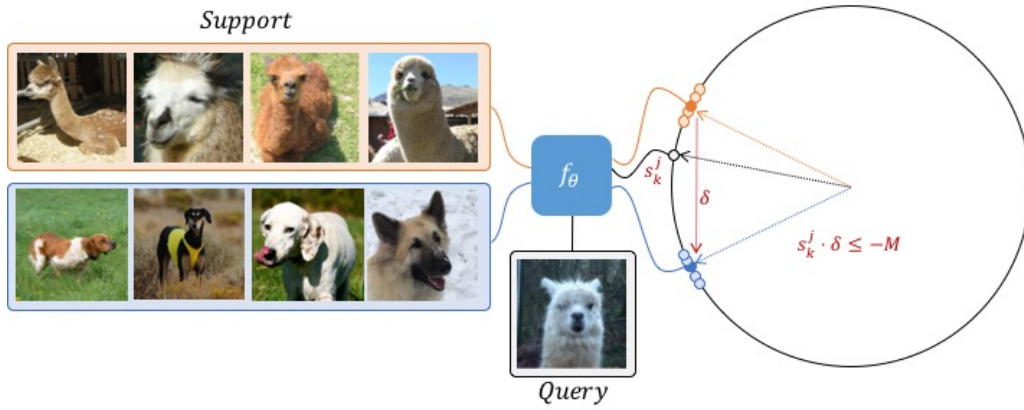 Support
f_θ
s_k^j
δ
s_k^j · δ ≤ −M
Query